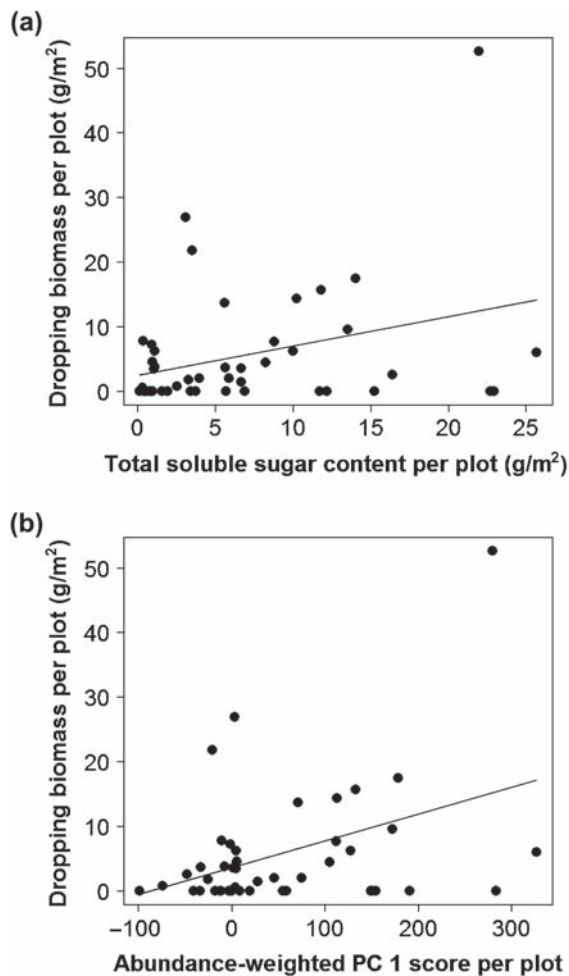 (a)
Dropping biomass per plot (g/m²)
50
40
30
20
10
0
0 5 10 15 20 25
Total soluble sugar content per plot (g/m²)
(b)
Dropping biomass per plot (g/m²)
50
40
30
20
10
0
−100 0 100 200 300
Abundance-weighted PC 1 score per plot